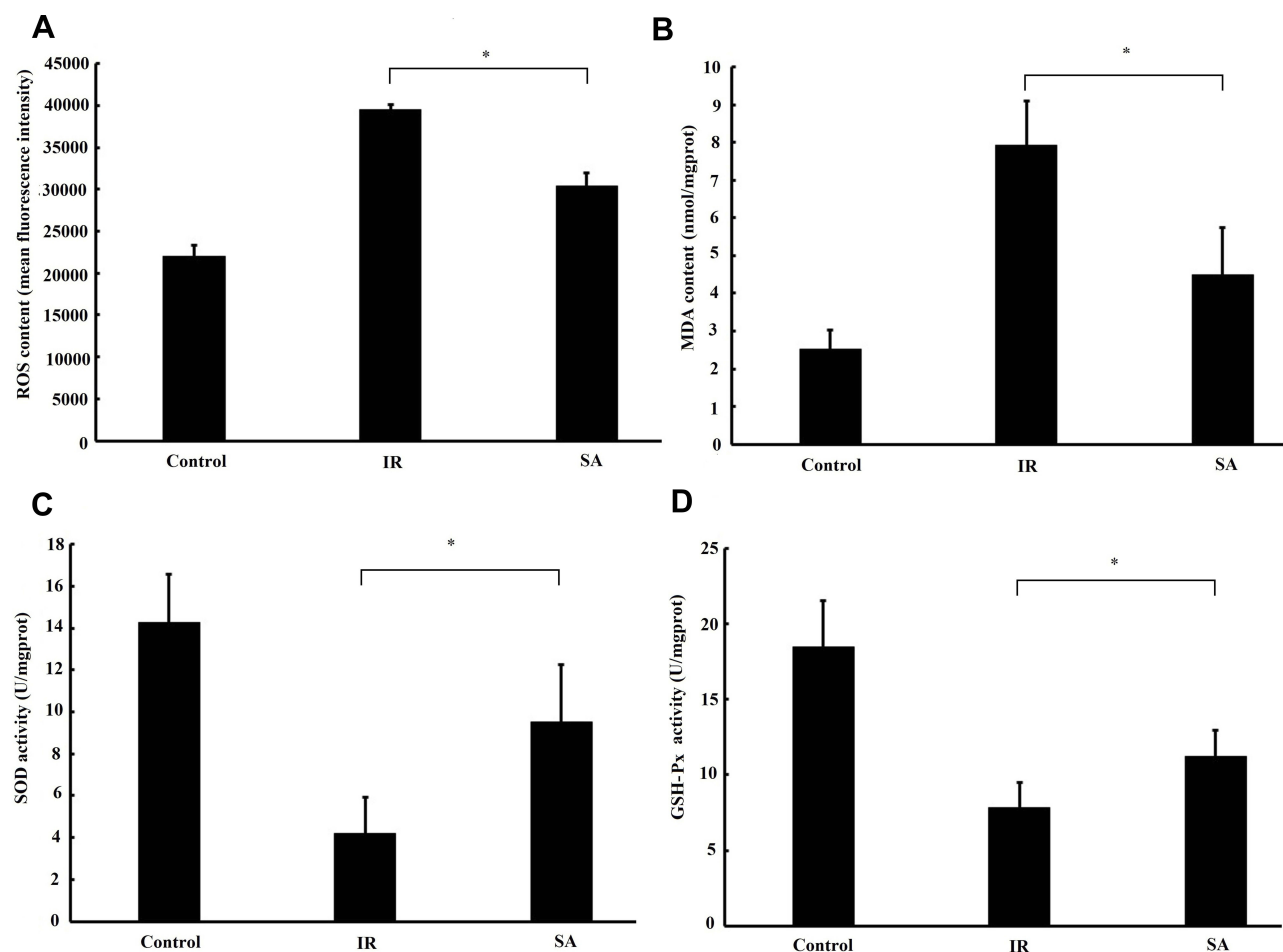 A
ROS content (mean fluorescence intensity)
45000
40000
35000
30000
25000
20000
15000
10000
5000
0
*
Control
IR
SA
B
MDA content (nmol/mgprot)
10
9
8
7
6
5
4
3
2
1
0
*
Control
IR
SA
C
SOD activity (U/mgprot)
18
16
14
12
10
8
6
4
2
0
*
Control
IR
SA
D
GSH-Px activity (U/mgprot)
25
20
15
10
5
0
*
Control
IR
SA